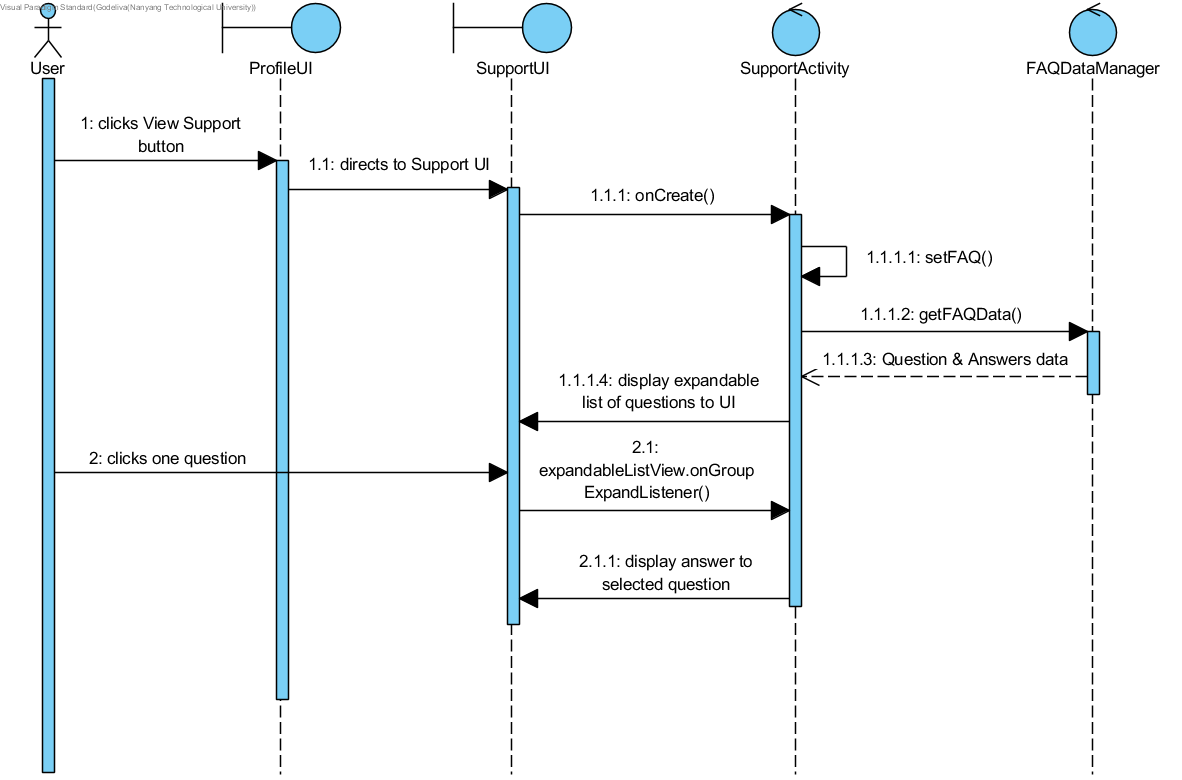 Visual Paradigm Standard(Godeliva(Nanyang Technological University))
User
ProfileUI
SupportUI
SupportActivity
FAQDataManager
1: clicks View Support
button
1.1: directs to Support UI
1.1.1: onCreate()
1.1.1.1: setFAQ()
1.1.1.2: getFAQData()
1.1.1.3: Question & Answers data
1.1.1.4: display expandable
list of questions to UI
2: clicks one question
2.1:
expandableListView.onGroup
ExpandListener()
2.1.1: display answer to
selected question